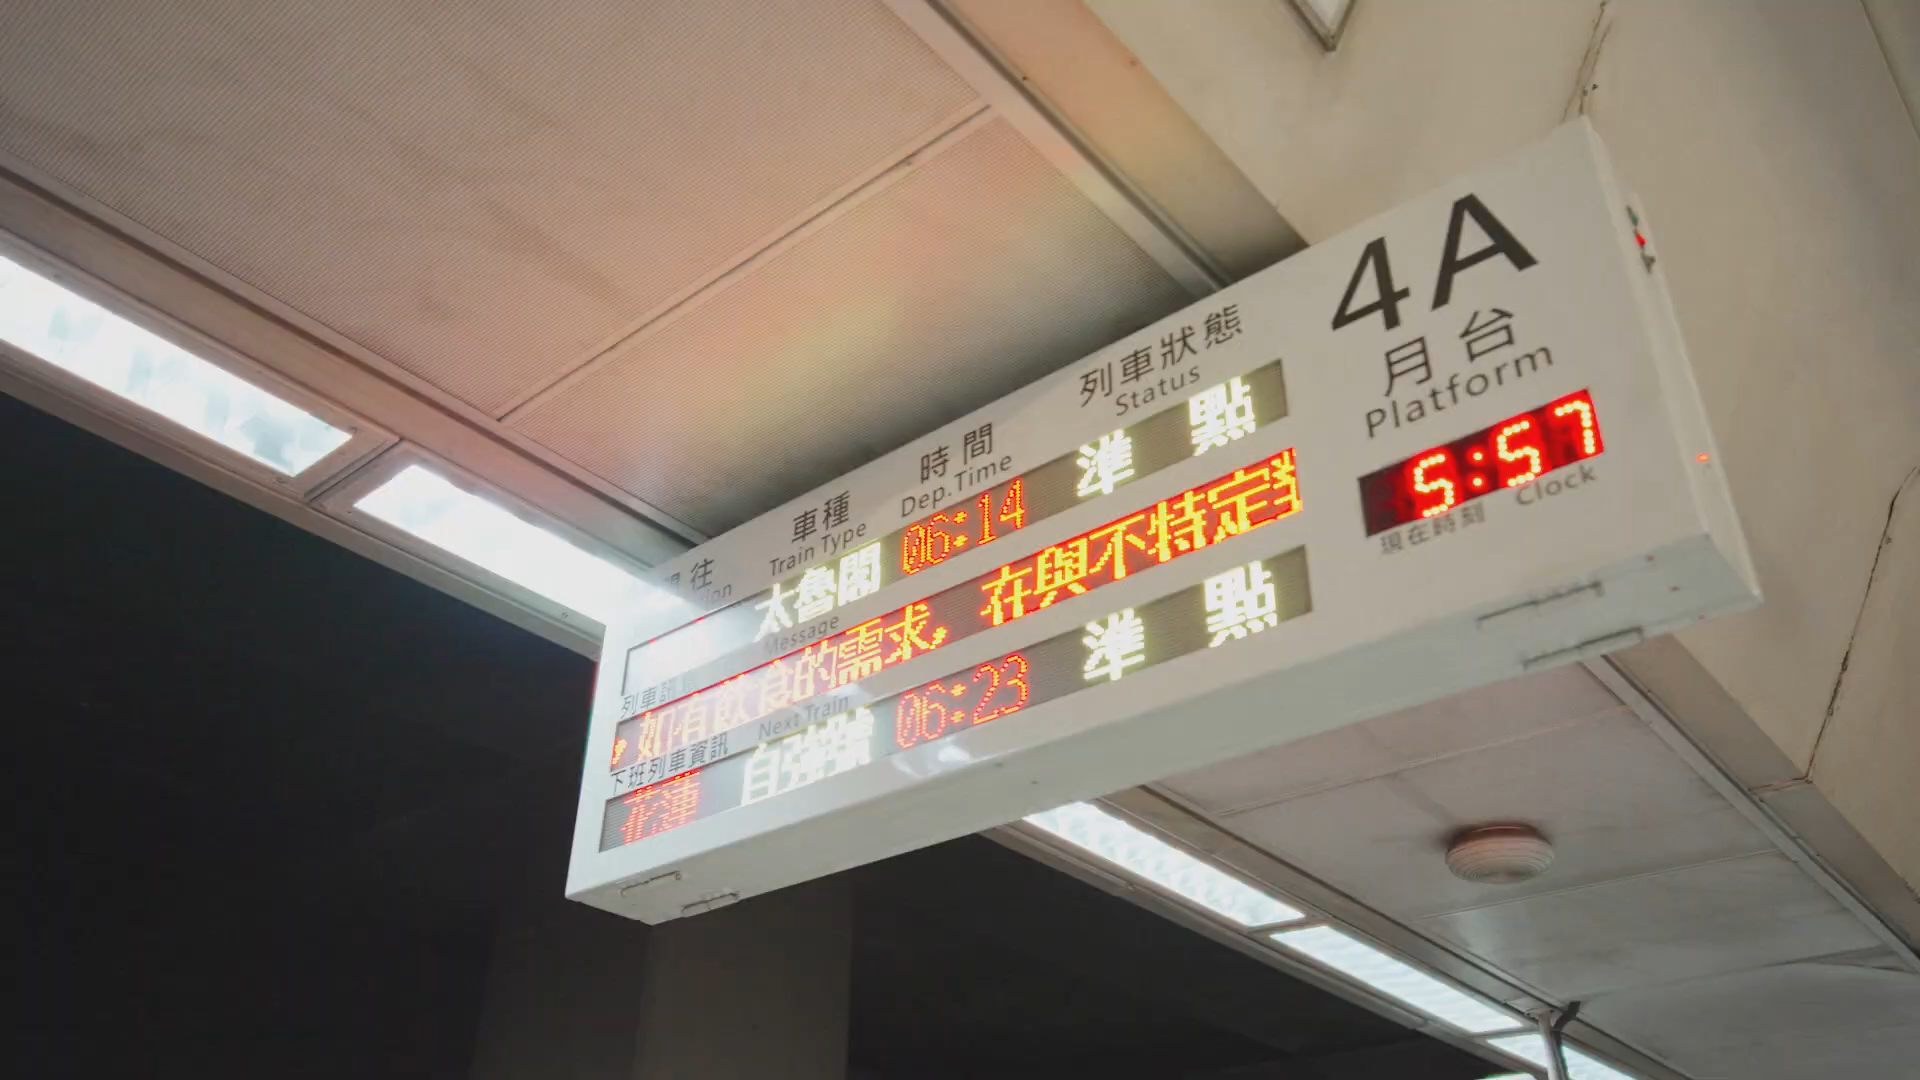 4A
月台
Platform
5:57
現在時刻 Clock
往 車種 時間 列車狀態
Train Type Dep.Time Status
太魯閣 06:14 準點
列車訊 Message
如有飲食的需求, 在與不特定對
下班列車資訊 Next Train
花蓮 自強號 06:23 準點